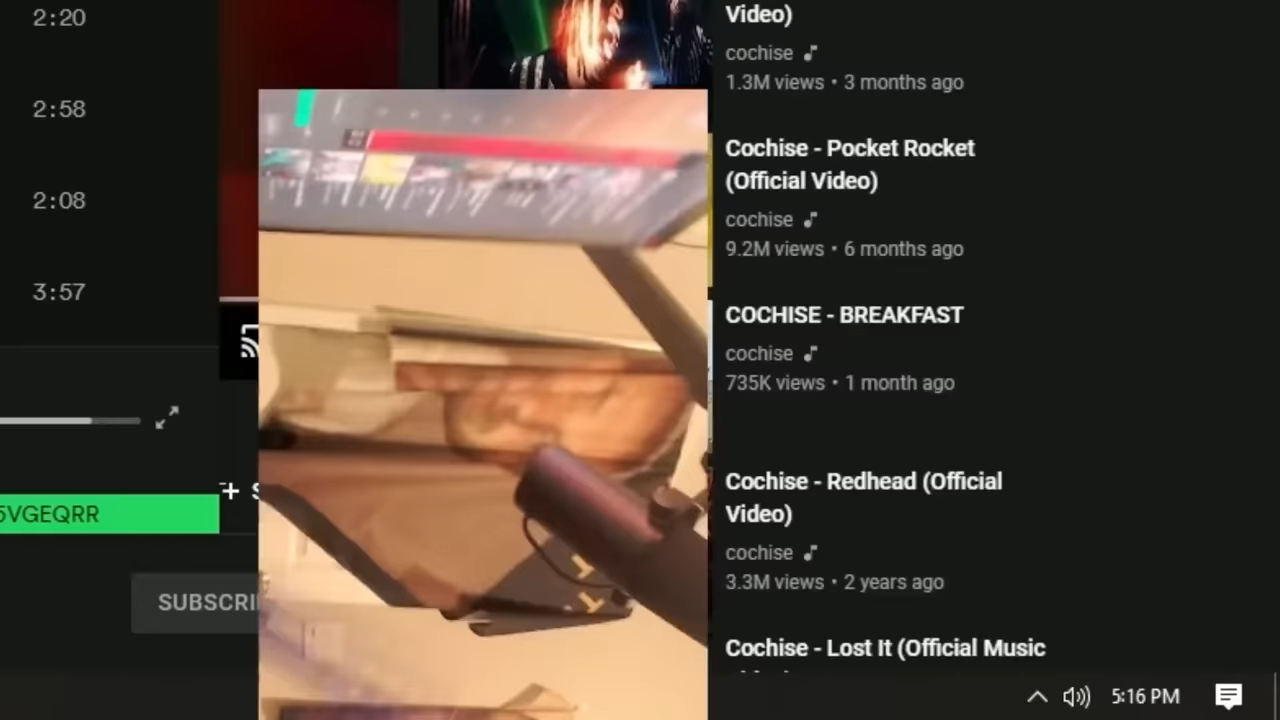 2:20
2:58
2:08
3:57
5VGEQRR
SUBSCRI
Video)
cochise
1.3M views • 3 months ago
Cochise - Pocket Rocket
(Official Video)
cochise
9.2M views • 6 months ago
COCHISE - BREAKFAST
cochise
735K views • 1 month ago
Cochise - Redhead (Official
Video)
cochise
3.3M views • 2 years ago
Cochise - Lost It (Official Music
5:16 PM